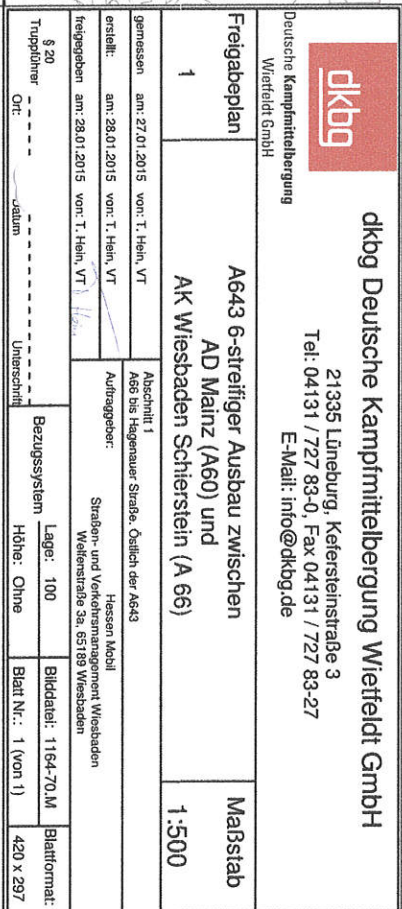 dkbg
Deutsche Kampfmittelbergung
Wietfeldt GmbH
dkbg Deutsche Kampfmittelbergung Wietfeldt GmbH
21335 Lüneburg, Kefersteinstraße 3
Tel: 04131 / 727 83-0, Fax 04131 / 727 83-27
E-Mail: info@dkbg.de
Freigabeplan
1
A643 6-streifiger Ausbau zwischen
AD Mainz (A60) und
AK Wiesbaden Schierstein (A 66)
Maßstab
1:500
gemessen am: 27.01.2015 von: T. Hein, VT
erstellt: am: 28.01.2015 von: T. Hein, VT
freigegeben am: 28.01.2015 von: T. Hein, VT
Abschnitt 1
A66 bis Hagenauer Straße. Östlich der A643
Auftraggeber: Hessen Mobil
Straßen- und Verkehrsmanagement Wiesbaden
Welfenstraße 3a, 65189 Wiesbaden
§ 20
Truppführer
Ort: Datum Unterschrift
Bezugssystem
Lage: 100
Höhe: Ohne
Bilddatei: 1164-70.M
Blatt Nr.: 1 (von 1)
Blattformat:
420 x 297